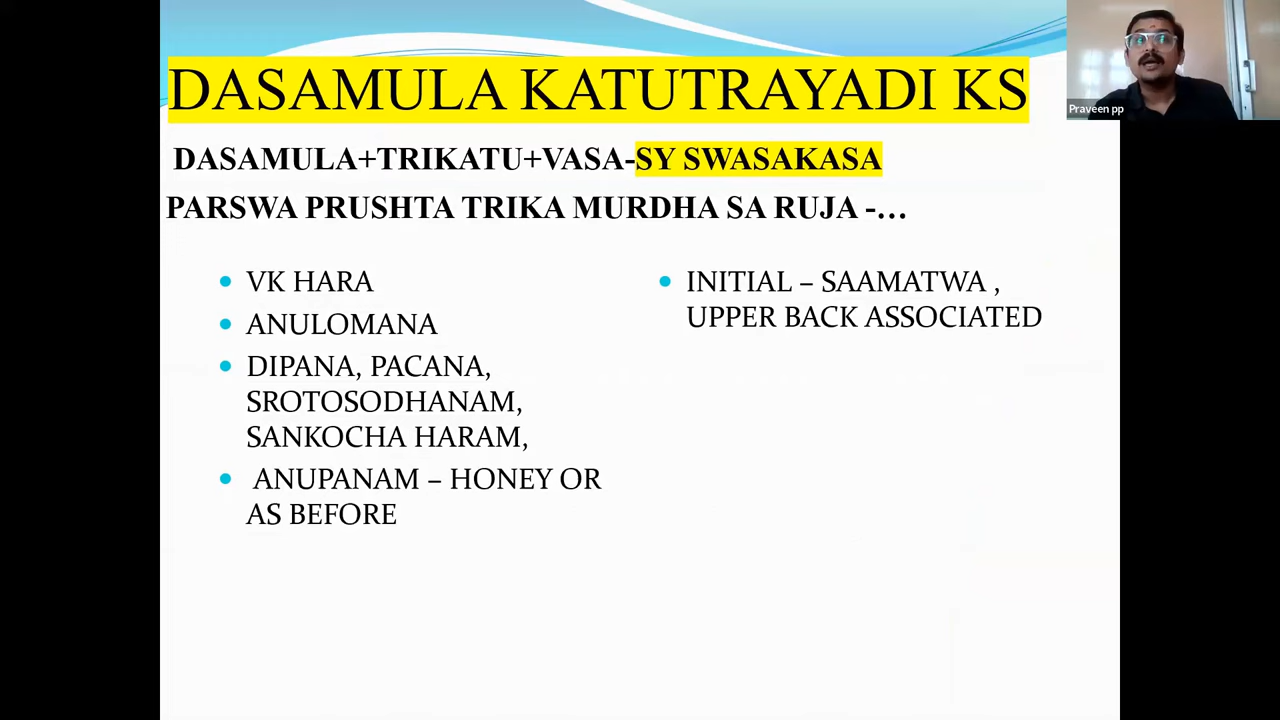 DASAMULA KATUTRAYADI KS
DASAMULA+TRIKATU+VASA-SY SWASAKASA
PARSWA PRUSHTA TRIKA MURDHA SA RUJA -...
• VK HARA
• ANULOMANA
• DIPANA, PACANA,
SROTOSODHANAM,
SANKOCHA HARAM,
• ANUPANAM – HONEY OR
AS BEFORE
• INITIAL – SAAMATWA ,
UPPER BACK ASSOCIATED
Praveen pp